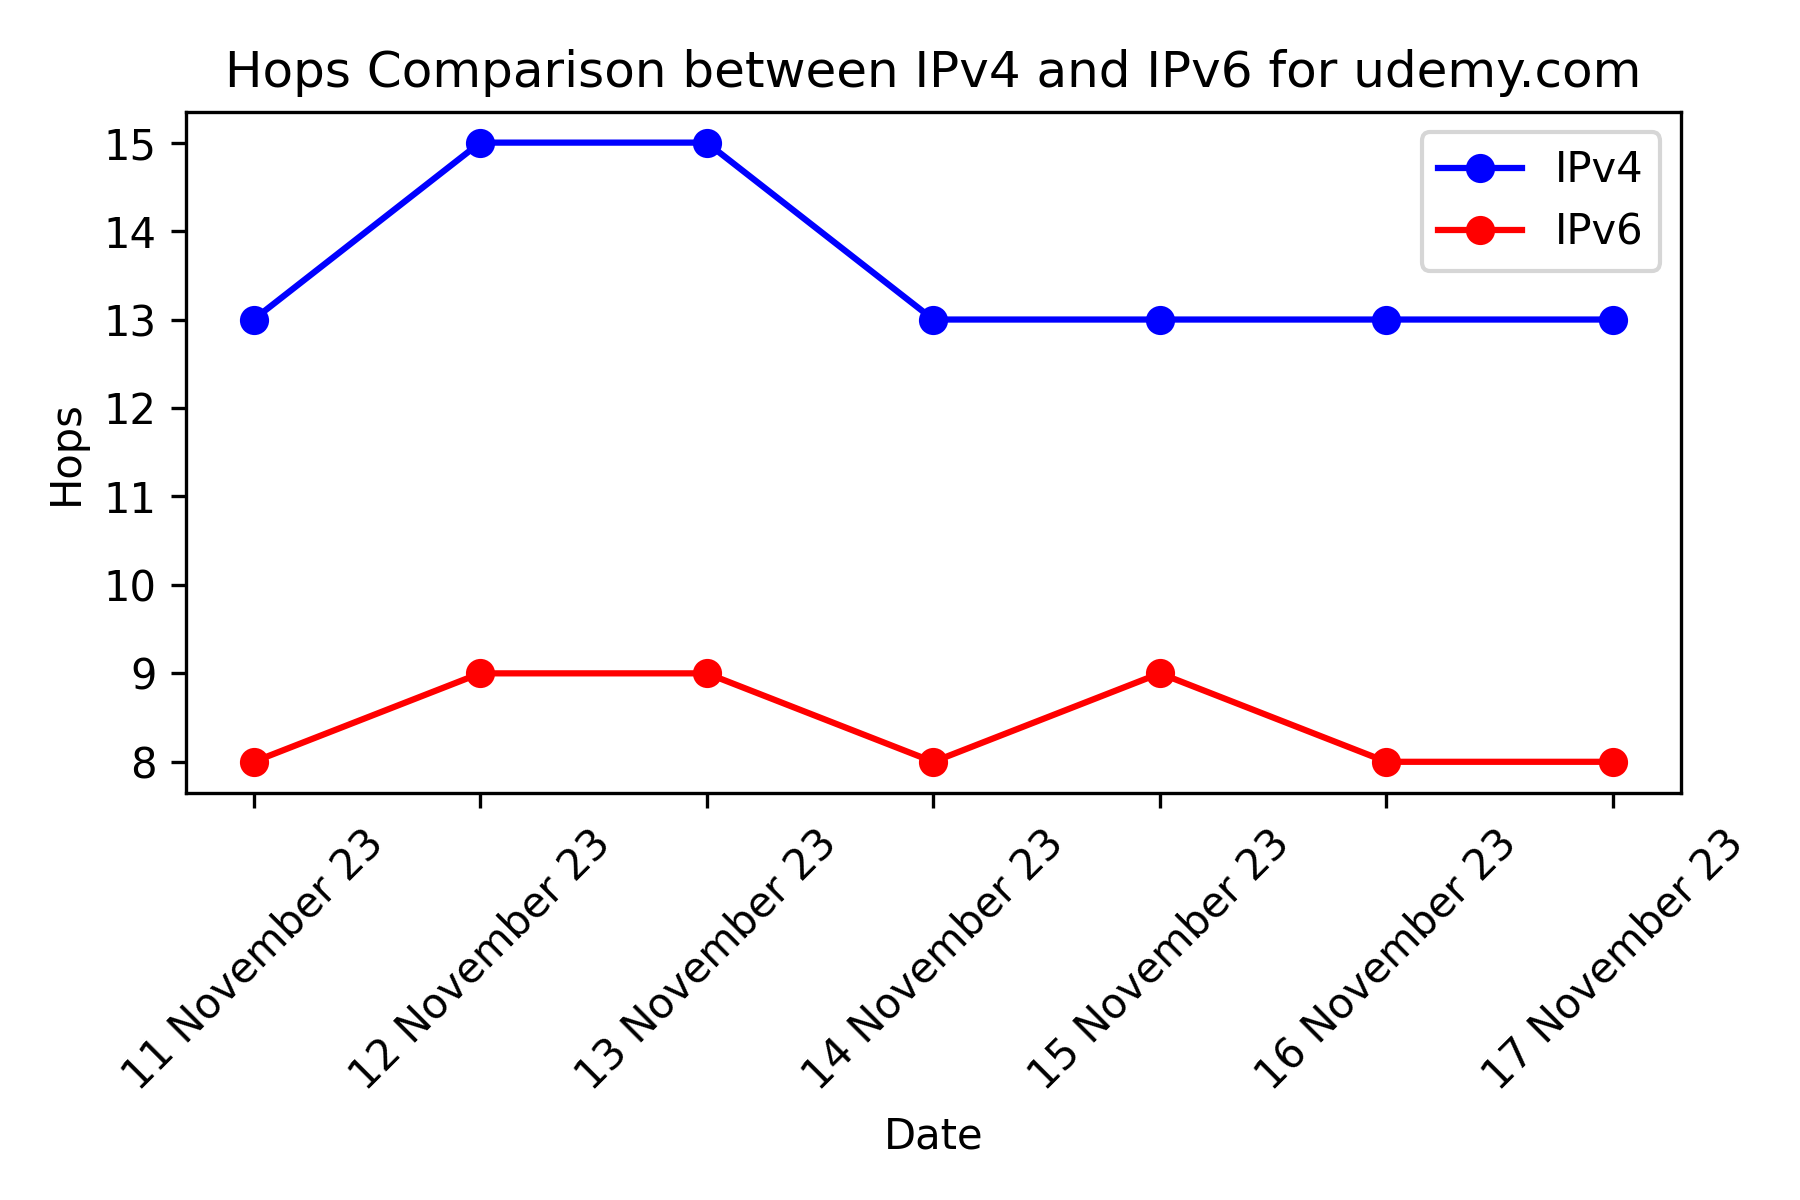 Hops Comparison between IPv4 and IPv6 for udemy.com
15
14
13
12
11
10
9
8
Hops
IPv4
IPv6
11 November 23
12 November 23
13 November 23
14 November 23
15 November 23
16 November 23
17 November 23
Date